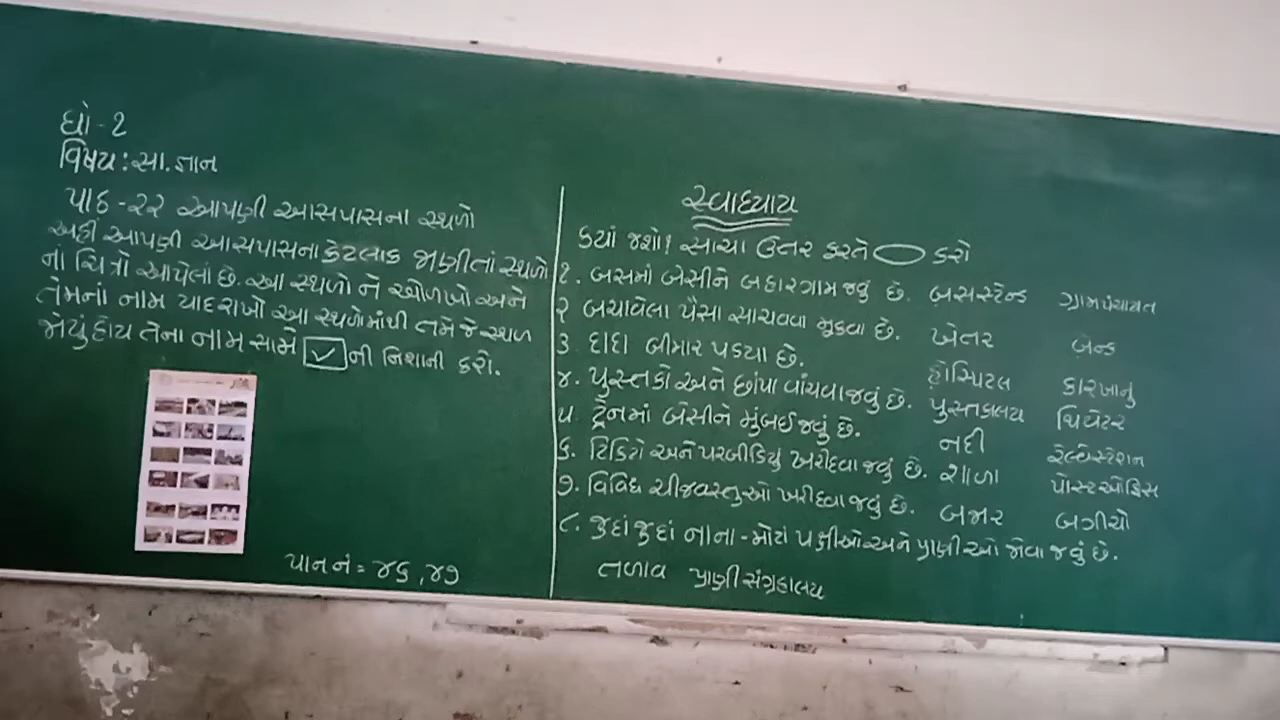 ધો - 2
વિષય : સા. જ્ઞાન
પાઠ - ૨૨ આપણી આસપાસના સ્થળો
અહીં આપણી આસપાસના કેટલાક જાણીતાં સ્થળો
નાં ચિત્રો આપેલાં છે. આ સ્થળો ને ઓળખો અને
તેમનાં નામ યાદ રાખો આ સ્થળોમાંથી તમે જે સ્થળ
જોયું હોય તેના નામ સામે ✓ ની નિશાની કરો.
પાન નં = ૪૬, ૪૭
સ્વાધ્યાય
કયાં જશો? સાચા ઉતર ફરતે ◯ કરો
૧. બસમાં બેસીને બહારગામ જવું છે. બસસ્ટેન્ડ ગ્રામપંચાયત
૨ બચાવેલા પૈસા સાચવવા મુકવા છે. ખેતર બેન્ક
૩. દાદા બીમાર પડયા છે. હોસ્પિટલ કારખાનું
૪. પુસ્તકો અને છાપા વાંચવા જવું છે. પુસ્તકાલય થિયેટર
૫. ટ્રેનમાં બેસીને મુંબઈ જવું છે. નદી રેલ્વેસ્ટેશન
૬. ટિકિટો અને પરબીડિયું ખરીદવા જવું છે. શાળા પોસ્ટઓફિસ
૭. વિવિધ ચીજવસ્તુઓ ખરીદવા જવું છે. બજાર બગીચો
૮. જુદાં જુદાં નાના - મોટાં પક્ષીઓ અને પ્રાણીઓ જોવા જવું છે.
તળાવ પ્રાણીસંગ્રહાલય